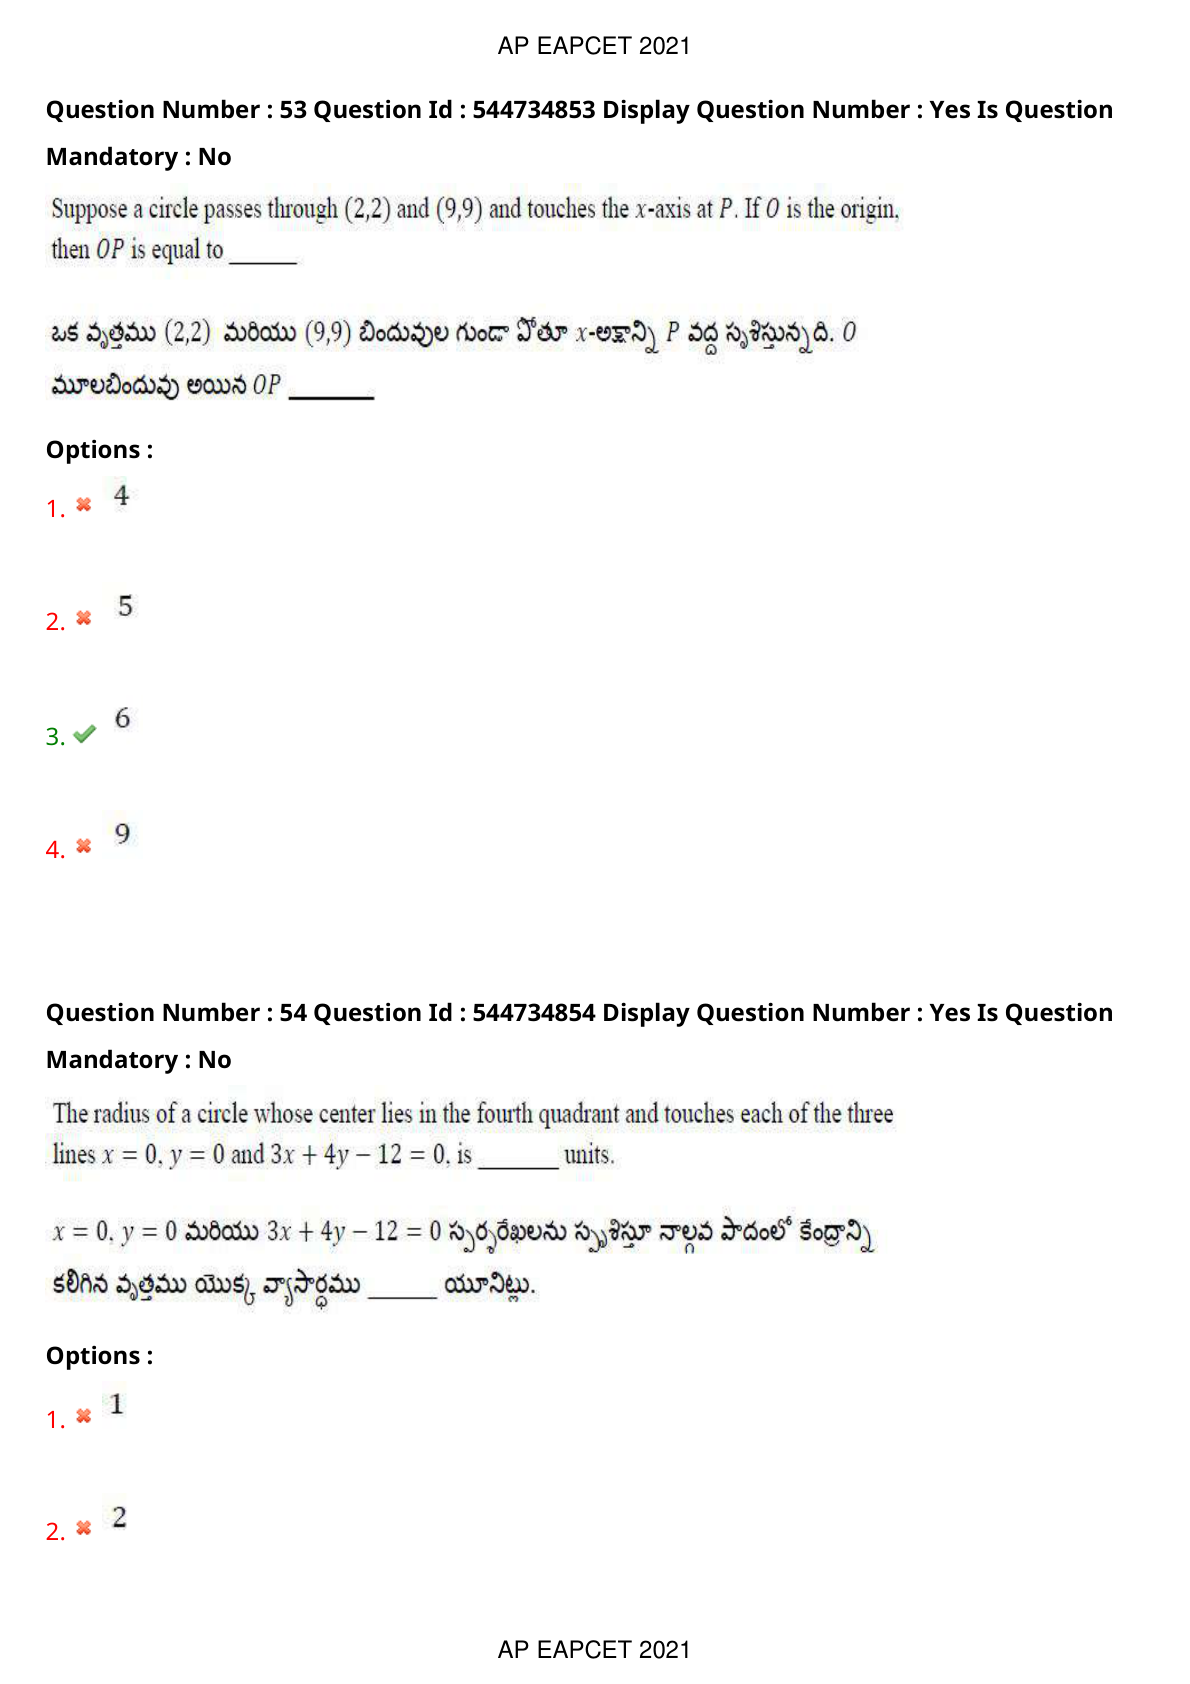 AP EAPCET 2021
Question Number : 53 Question Id : 544734853 Display Question Number : Yes Is Question
Mandatory : No
Suppose a circle passes through (2,2) and (9,9) and touches the x-axis at P. If O is the origin,
then OP is equal to ______
ఒక వృత్తము (2,2) మరియు (9,9) బిందువుల గుండా పోతూ x-అక్షాన్ని P వద్ద స్పృశిస్తున్నది. O
మూలబిందువు అయిన OP _______
Options :
1. ✖ 4
2. ✖ 5
3. ✔ 6
4. ✖ 9
Question Number : 54 Question Id : 544734854 Display Question Number : Yes Is Question
Mandatory : No
The radius of a circle whose center lies in the fourth quadrant and touches each of the three
lines x = 0, y = 0 and 3x + 4y − 12 = 0, is _______ units.
x = 0, y = 0 మరియు 3x + 4y − 12 = 0 స్పర్శరేఖలను స్పృశిస్తూ నాల్గవ పాదంలో కేంద్రాన్ని
కలిగిన వృత్తము యొక్క వ్యాసార్ధము ______ యూనిట్లు.
Options :
1. ✖ 1
2. ✖ 2
AP EAPCET 2021